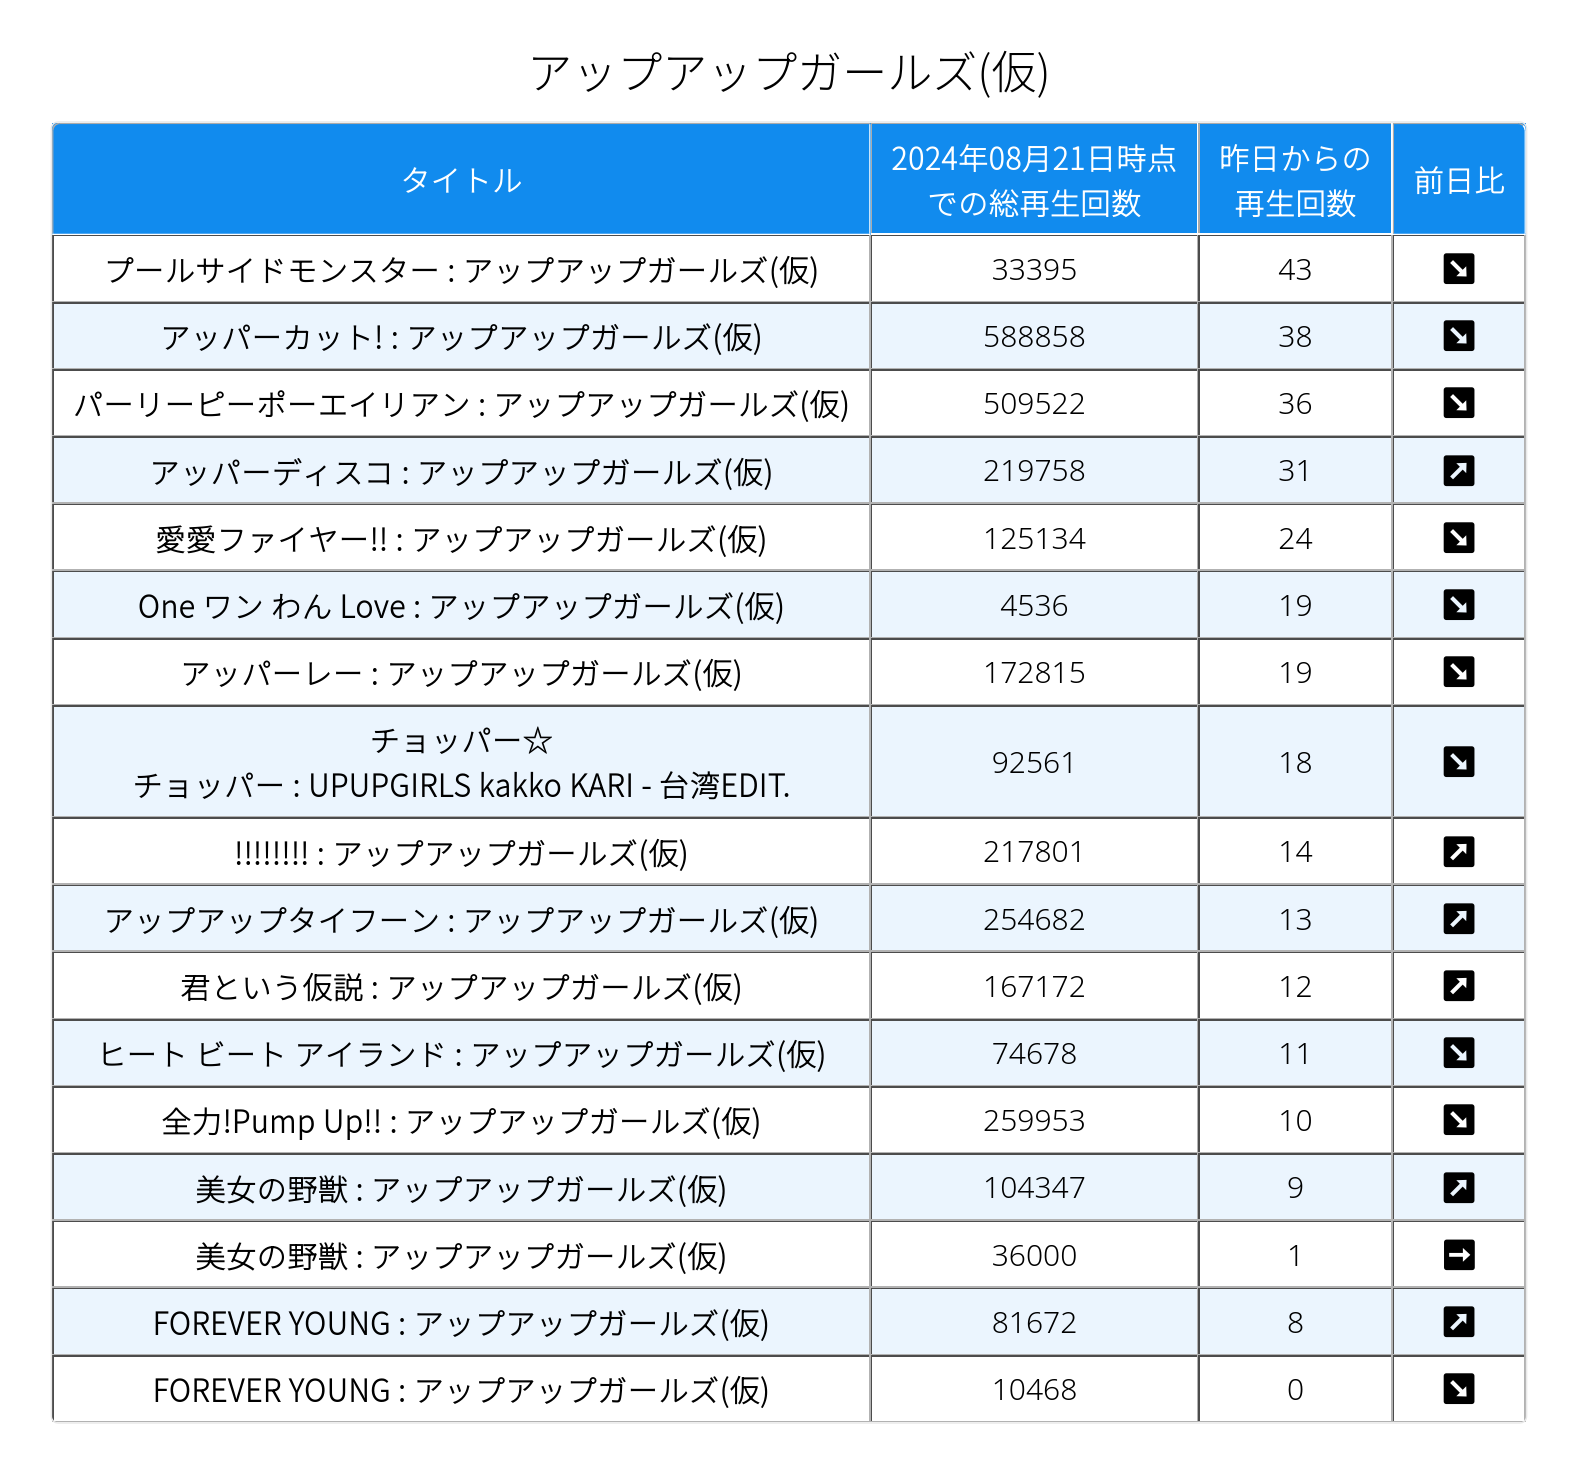 アップアップガールズ(仮)
タイトル 2024年08月21日時点での総再生回数 昨日からの再生回数 前日比
プールサイドモンスター : アップアップガールズ(仮) 33395 43 ↘
アッパーカット! : アップアップガールズ(仮) 588858 38 ↘
パーリーピーポーエイリアン : アップアップガールズ(仮) 509522 36 ↘
アッパーディスコ : アップアップガールズ(仮) 219758 31 ↗
愛愛ファイヤー!! : アップアップガールズ(仮) 125134 24 ↘
One ワン わん Love : アップアップガールズ(仮) 4536 19 ↘
アッパーレー : アップアップガールズ(仮) 172815 19 ↘
チョッパー☆
チョッパー : UPUPGIRLS kakko KARI - 台湾EDIT. 92561 18 ↘
!!!!!!!! : アップアップガールズ(仮) 217801 14 ↗
アップアップタイフーン : アップアップガールズ(仮) 254682 13 ↗
君という仮説 : アップアップガールズ(仮) 167172 12 ↗
ヒート ビート アイランド : アップアップガールズ(仮) 74678 11 ↘
全力!Pump Up!! : アップアップガールズ(仮) 259953 10 ↘
美女の野獣 : アップアップガールズ(仮) 104347 9 ↗
美女の野獣 : アップアップガールズ(仮) 36000 1 →
FOREVER YOUNG : アップアップガールズ(仮) 81672 8 ↗
FOREVER YOUNG : アップアップガールズ(仮) 10468 0 ↘